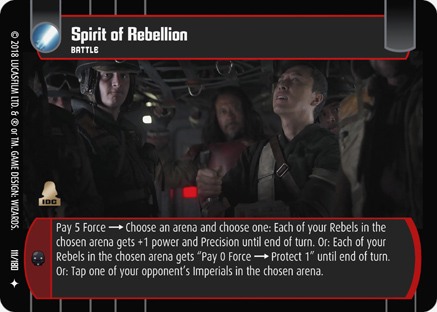 Spirit of Rebellion
BATTLE
© 2018 LUCASFILM LTD. & ® or TM. GAME DESIGN: WIZARDS.
IDC
Pay 5 Force → Choose an arena and choose one: Each of your Rebels in the
chosen arena gets +1 power and Precision until end of turn. Or: Each of your
Rebels in the chosen arena gets “Pay 0 Force → Protect 1” until end of turn.
Or: Tap one of your opponent's Imperials in the chosen arena.